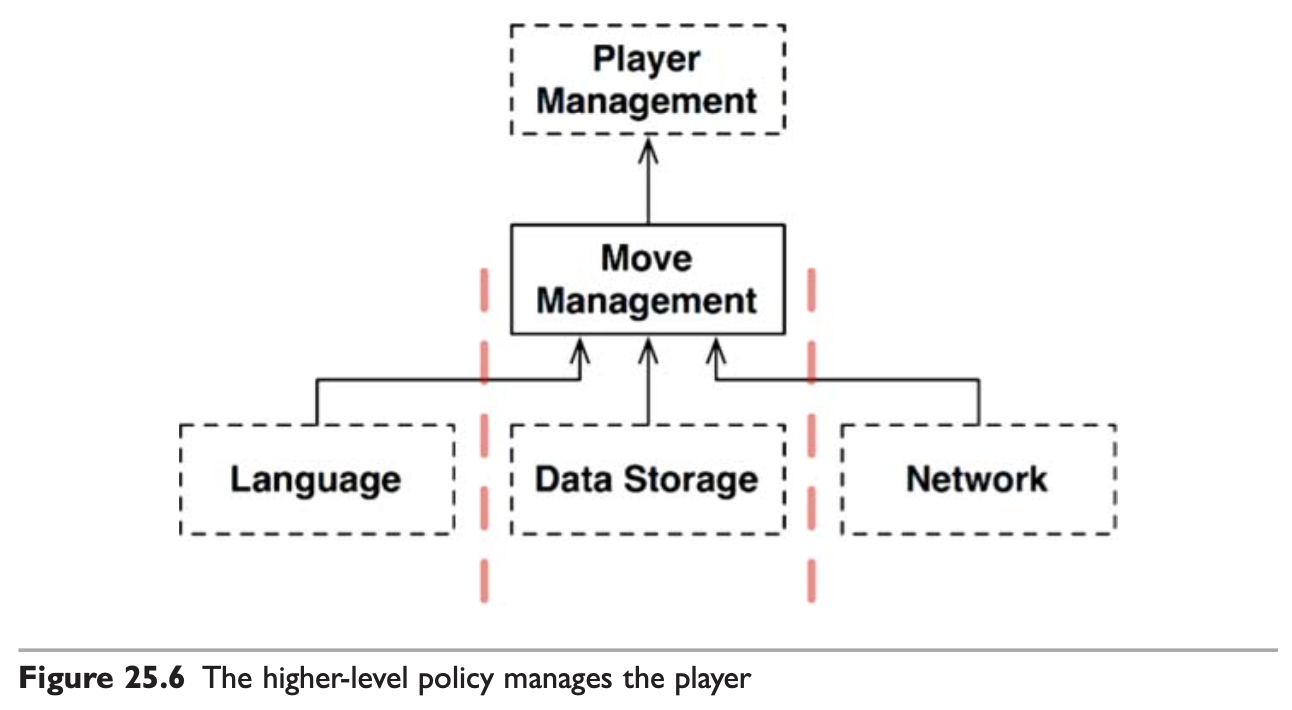 Player
Management
Move
Management
Language
Data Storage
Network
Figure 25.6 The higher-level policy manages the player